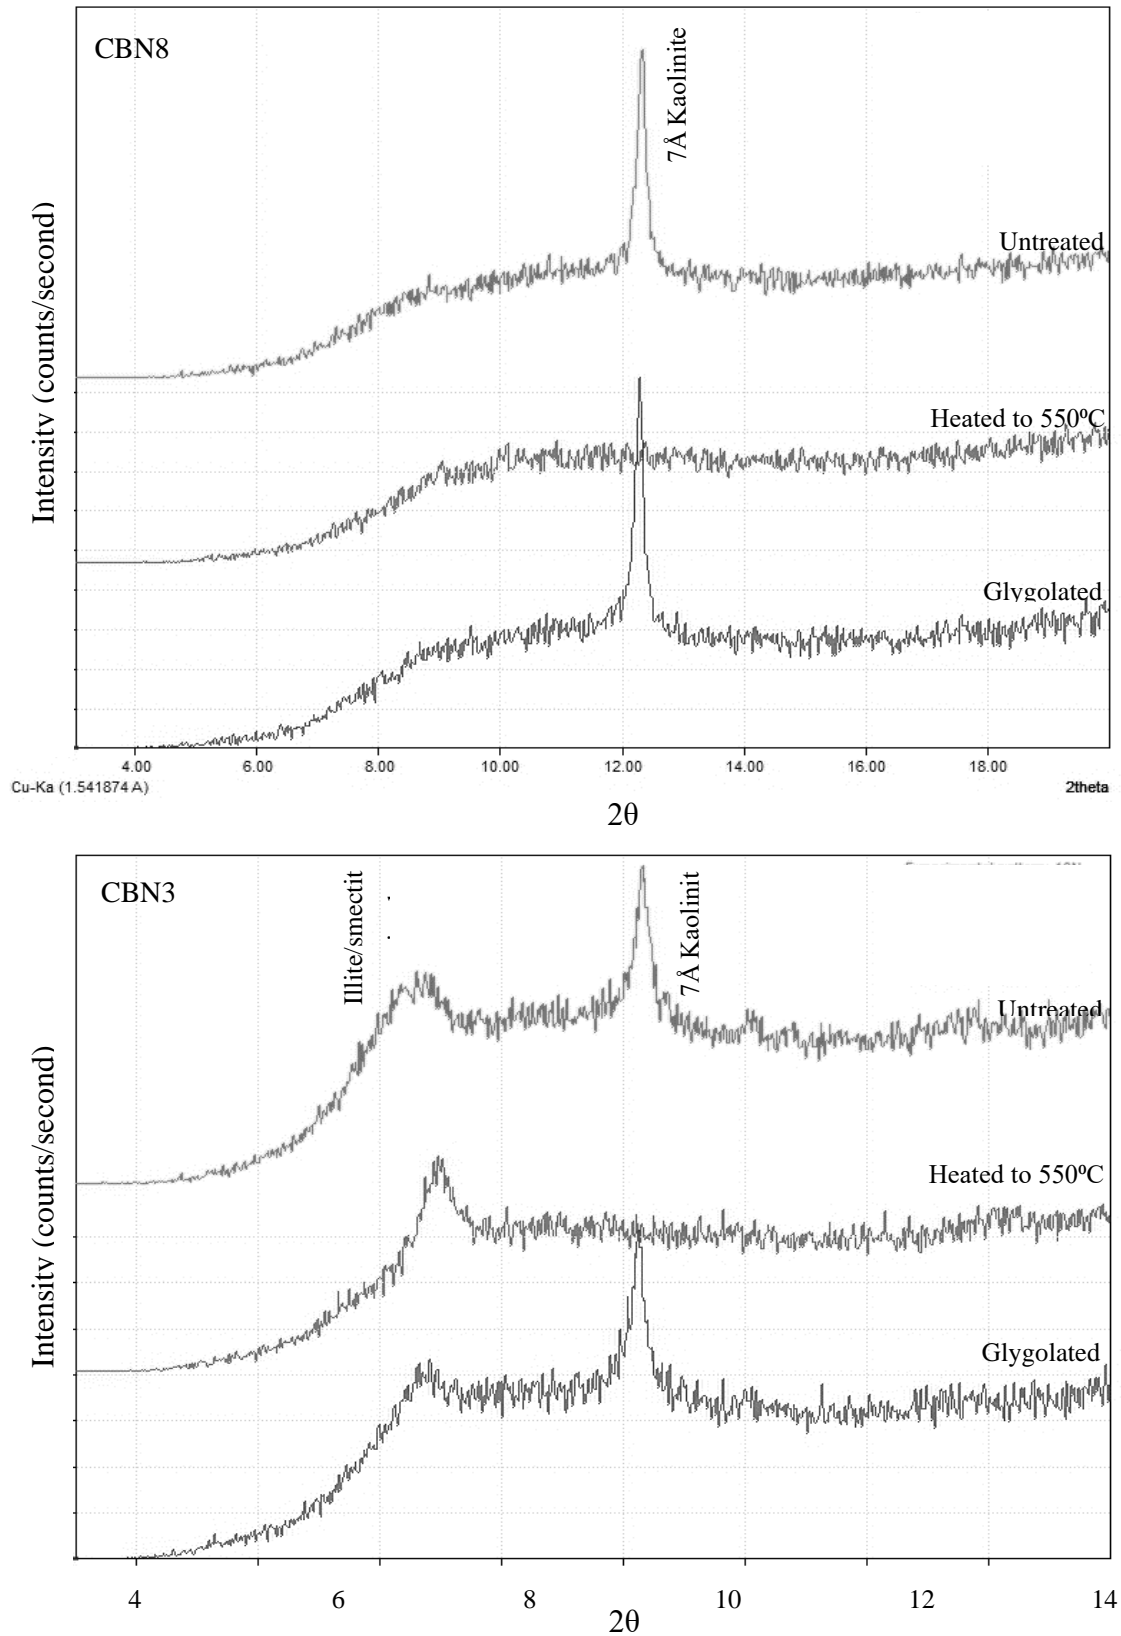 CBN8
7Å Kaolinite
Untreated
Heated to 550ºC
Glygolated
Intensity (counts/second)
4.00 6.00 8.00 10.00 12.00 14.00 16.00 18.00
Cu-Ka (1.541874 A) 2theta
2θ
CBN3
Illite/smectit
7Å Kaolinit
Untreated
Heated to 550ºC
Glygolated
Intensity (counts/second)
4 6 8 10 12 14
2θ